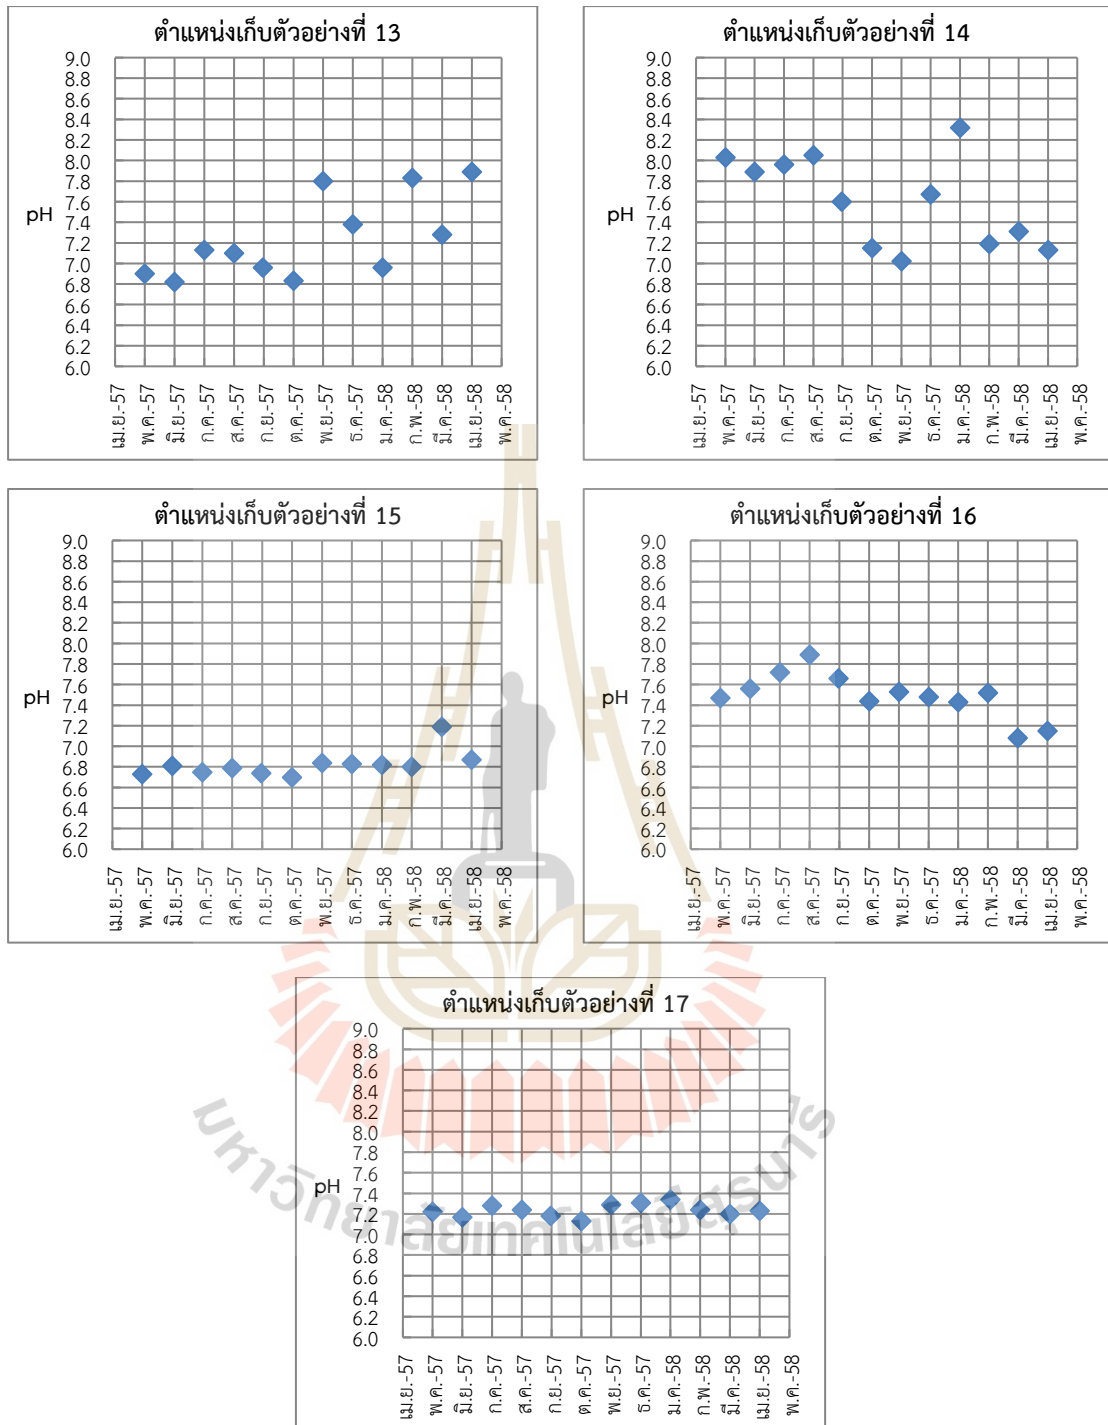 ตำแหน่งเก็บตัวอย่างที่ 13
9.0
8.8
8.6
8.4
8.2
8.0
7.8
7.6
7.4
7.2
7.0
6.8
6.6
6.4
6.2
6.0
pH
เม.ย.-57
พ.ค.-57
มิ.ย.-57
ก.ค.-57
ส.ค.-57
ก.ย.-57
ต.ค.-57
พ.ย.-57
ธ.ค.-57
ม.ค.-58
ก.พ.-58
มี.ค.-58
เม.ย.-58
พ.ค.-58
ตำแหน่งเก็บตัวอย่างที่ 14
9.0
8.8
8.6
8.4
8.2
8.0
7.8
7.6
7.4
7.2
7.0
6.8
6.6
6.4
6.2
6.0
pH
เม.ย.-57
พ.ค.-57
มิ.ย.-57
ก.ค.-57
ส.ค.-57
ก.ย.-57
ต.ค.-57
พ.ย.-57
ธ.ค.-57
ม.ค.-58
ก.พ.-58
มี.ค.-58
เม.ย.-58
พ.ค.-58
ตำแหน่งเก็บตัวอย่างที่ 15
9.0
8.8
8.6
8.4
8.2
8.0
7.8
7.6
7.4
7.2
7.0
6.8
6.6
6.4
6.2
6.0
pH
เม.ย.-57
พ.ค.-57
มิ.ย.-57
ก.ค.-57
ส.ค.-57
ก.ย.-57
ต.ค.-57
พ.ย.-57
ธ.ค.-57
ม.ค.-58
ก.พ.-58
มี.ค.-58
เม.ย.-58
พ.ค.-58
ตำแหน่งเก็บตัวอย่างที่ 16
9.0
8.8
8.6
8.4
8.2
8.0
7.8
7.6
7.4
7.2
7.0
6.8
6.6
6.4
6.2
6.0
pH
เม.ย.-57
พ.ค.-57
มิ.ย.-57
ก.ค.-57
ส.ค.-57
ก.ย.-57
ต.ค.-57
พ.ย.-57
ธ.ค.-57
ม.ค.-58
ก.พ.-58
มี.ค.-58
เม.ย.-58
พ.ค.-58
ตำแหน่งเก็บตัวอย่างที่ 17
9.0
8.8
8.6
8.4
8.2
8.0
7.8
7.6
7.4
7.2
7.0
6.8
6.6
6.4
6.2
6.0
pH
เม.ย.-57
พ.ค.-57
มิ.ย.-57
ก.ค.-57
ส.ค.-57
ก.ย.-57
ต.ค.-57
พ.ย.-57
ธ.ค.-57
ม.ค.-58
ก.พ.-58
มี.ค.-58
เม.ย.-58
พ.ค.-58
มหาวิทยาลัยเทคโนโลยีสุรนารี